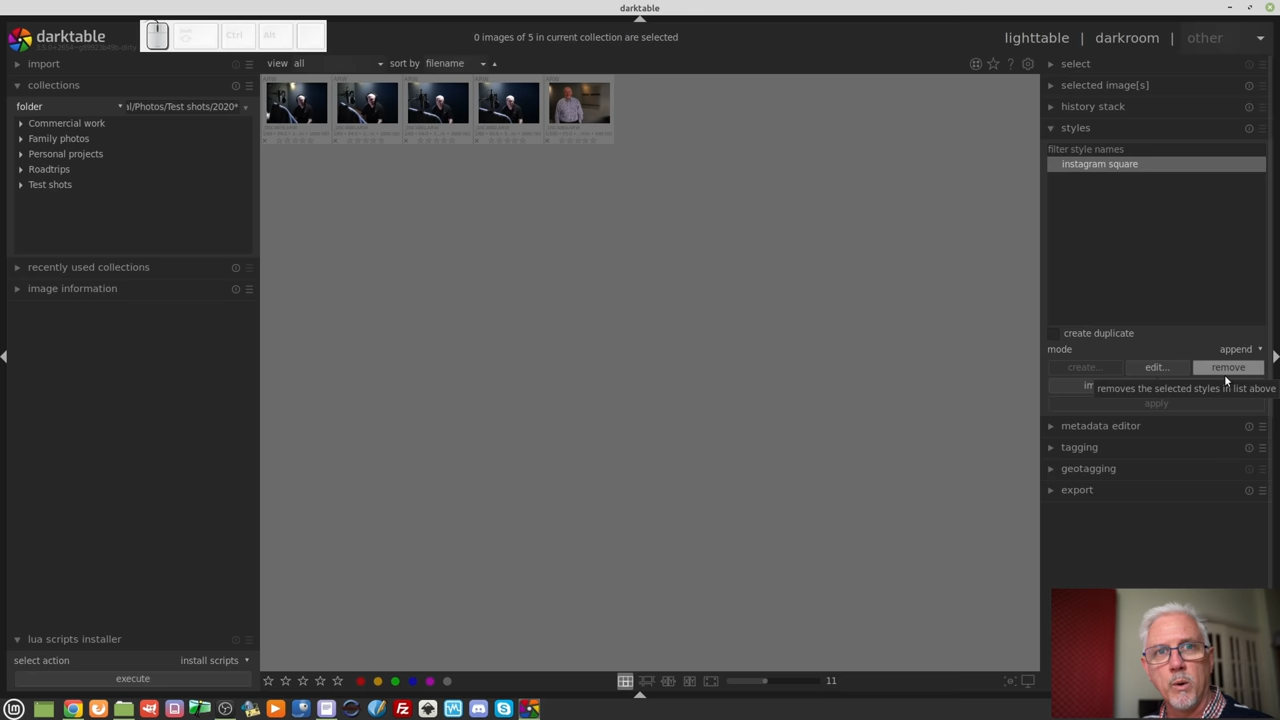 darktable
darktable
Ctrl
Alt
0 images of 5 in current collection are selected
lighttable | darkroom | other
import
view all
sort by filename
select
collections
selected image[s]
folder
al/Photos/Test shots/2020*
history stack
Commercial work
styles
Family photos
filter style names
Personal projects
instagram square
Roadtrips
Test shots
recently used collections
image information
create duplicate
mode
append
create...
edit...
remove
im
removes the selected styles in list above
apply
metadata editor
tagging
geotagging
export
lua scripts installer
select action
install scripts
execute
11